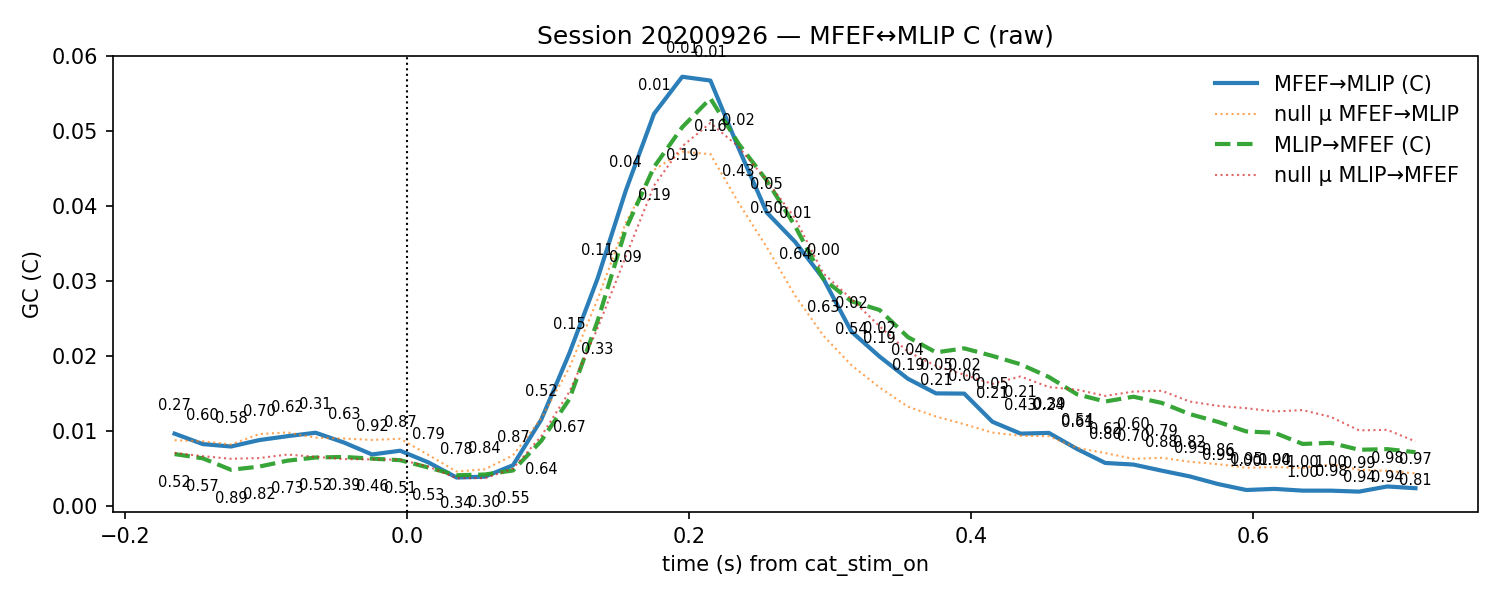 Session 20200926 — MFEF↔MLIP C (raw)
GC (C)
0.06
0.05
0.04
0.03
0.02
0.01
0.00
MFEF→MLIP (C)
null μ MFEF→MLIP
MLIP→MFEF (C)
null μ MLIP→MFEF
0.27 0.60 0.58 0.70 0.62 0.31 0.63 0.92 0.87 0.79 0.78 0.84 0.87 0.52 0.15 0.11 0.04 0.01 0.01 0.01 0.02 0.05 0.01 0.00 0.02 0.02 0.04 0.05 0.02 0.05 0.21
0.52 0.57 0.89 0.82 0.73 0.52 0.39 0.46 0.51 0.53 0.34 0.30 0.55 0.64 0.67 0.33 0.09 0.19 0.19 0.16 0.43 0.50 0.64 0.63 0.54 0.19 0.19 0.21 0.06 0.21 0.43
0.60 0.79 0.82 0.86 0.99 0.98 0.97
0.70 0.88 0.94 0.94 0.81
−0.2 0.0 0.2 0.4 0.6
time (s) from cat_stim_on